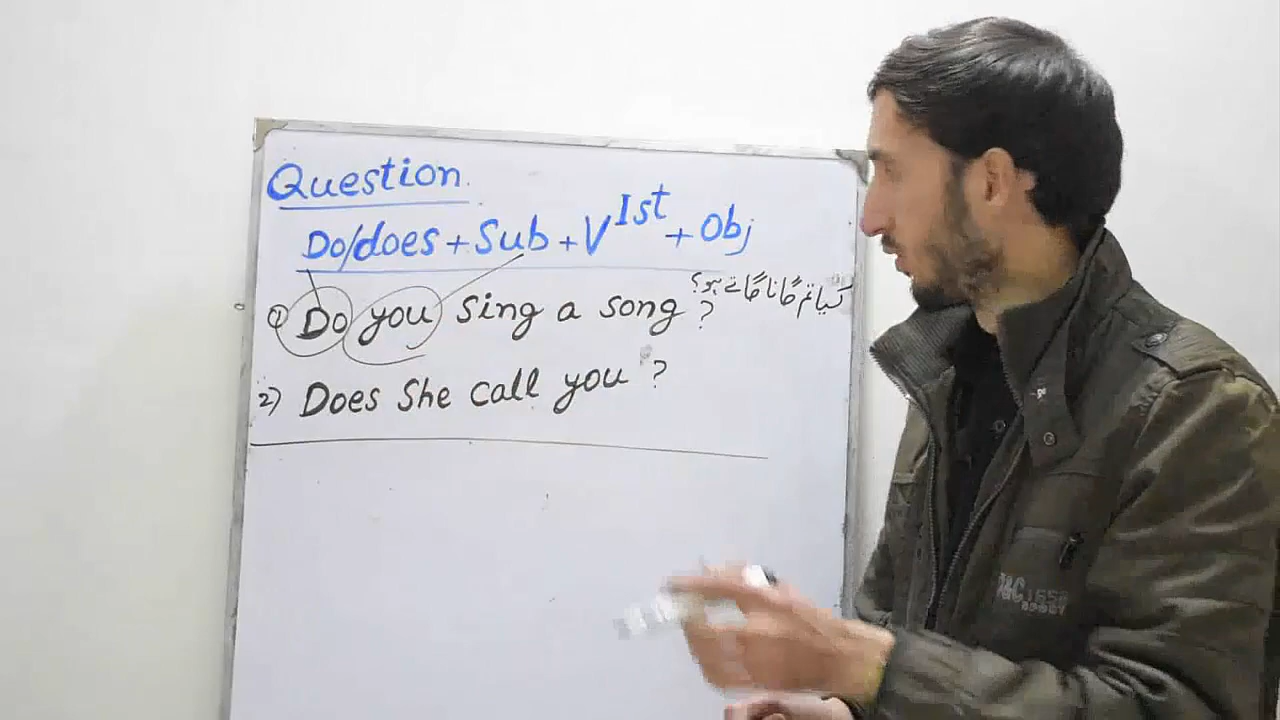 Question.
Do/does + Sub + V Ist + Obj
① Do you sing a song ? کیا تم گانا گاتے ہو؟
2) Does She call you ?